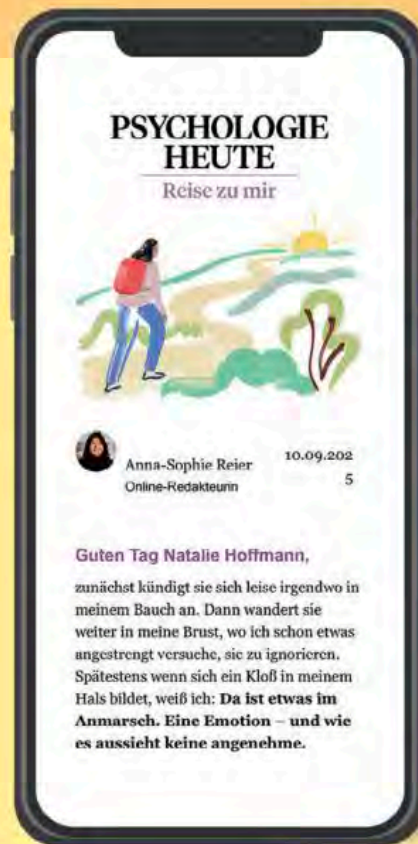 PSYCHOLOGIE
HEUTE
Reise zu mir
Anna-Sophie Reier
Online-Redakteurin
10.09.202
5
Guten Tag Natalie Hoffmann,
zunächst kündigt sie sich leise irgendwo in
meinem Bauch an. Dann wandert sie
weiter in meine Brust, wo ich schon etwas
angestrengt versuche, sie zu ignorieren.
Spätestens wenn sich ein Kloß in meinem
Hals bildet, weiß ich: Da ist etwas im
Anmarsch. Eine Emotion – und wie
es aussieht keine angenehme.